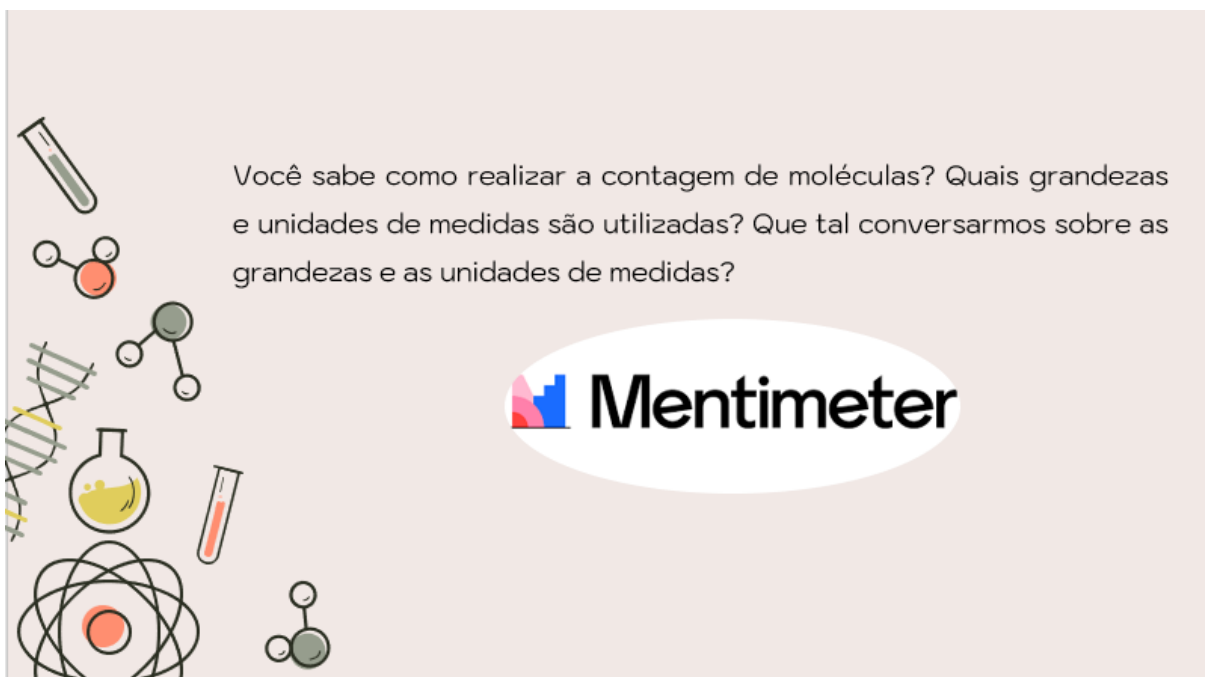 Você sabe como realizar a contagem de moléculas? Quais grandezas
e unidades de medidas são utilizadas? Que tal conversarmos sobre as
grandezas e as unidades de medidas?
Mentimeter